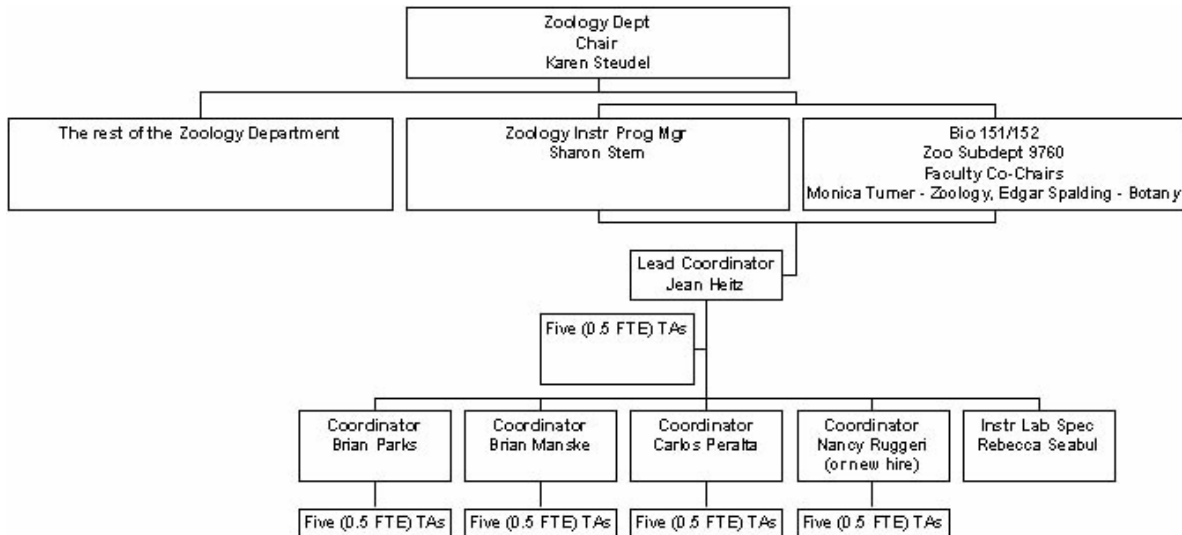 Zoology Dept
Chair
Karen Steudel
The rest of the Zoology Department
Zoology Instr Prog Mgr
Sharon Stern
Bio 151/152
Zoo Subdept 9760
Faculty Co-Chairs
Monica Turner - Zoology, Edgar Spalding - Botany
Lead Coordinator
Jean Heitz
Five (0.5 FTE) TAs
Coordinator
Brian Parks
Coordinator
Brian Manske
Coordinator
Carlos Peralta
Coordinator
Nancy Ruggeri
(or new hire)
Instr Lab Spec
Rebecca Seabul
Five (0.5 FTE) TAs
Five (0.5 FTE) TAs
Five (0.5 FTE) TAs
Five (0.5 FTE) TAs